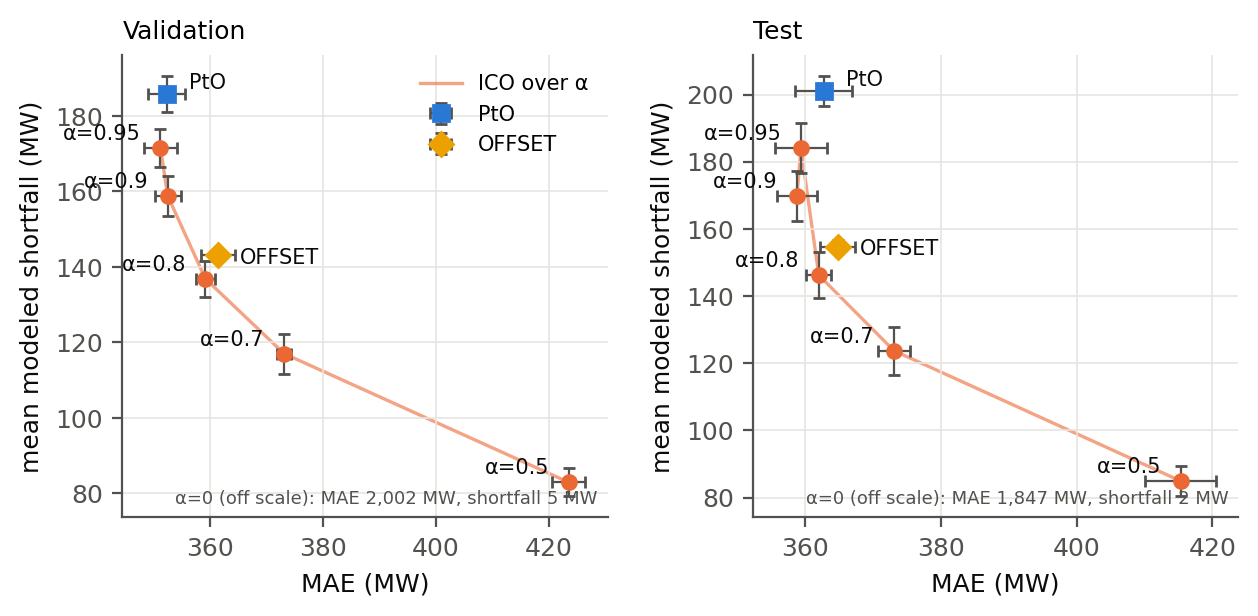 Validation
mean modeled shortfall (MW)
180
160
140
120
100
80
PtO
α=0.95
α=0.9
α=0.8
OFFSET
α=0.7
α=0.5
ICO over α
PtO
OFFSET
α=0 (off scale): MAE 2,002 MW, shortfall 5 MW
360
380
400
420
MAE (MW)
Test
mean modeled shortfall (MW)
200
180
160
140
120
100
80
PtO
α=0.95
α=0.9
α=0.8
OFFSET
α=0.7
α=0.5
α=0 (off scale): MAE 1,847 MW, shortfall 2 MW
360
380
400
420
MAE (MW)